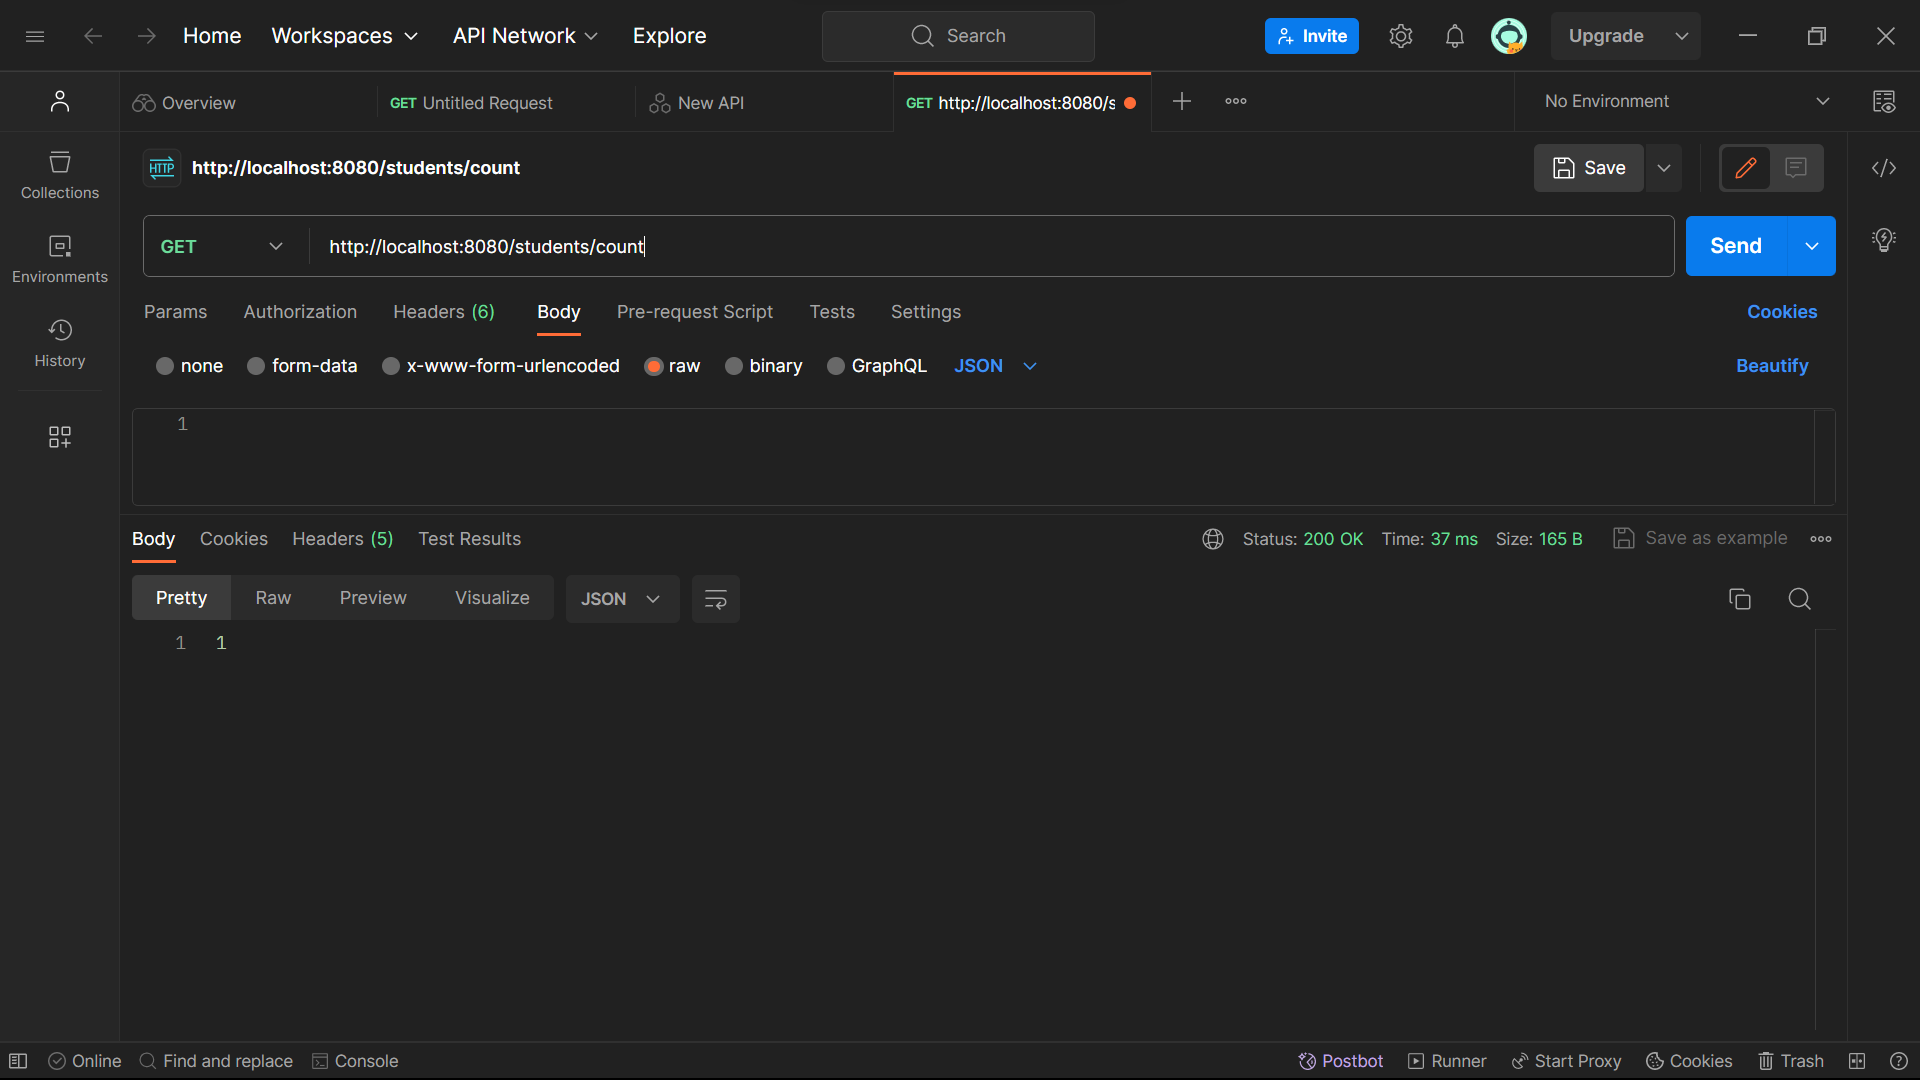 Home Workspaces API Network Explore Search Invite Upgrade
Overview GET Untitled Request New API GET http://localhost:8080/s No Environment
HTTP http://localhost:8080/students/count Save
Collections
GET http://localhost:8080/students/count Send
Environments
Params Authorization Headers (6) Body Pre-request Script Tests Settings Cookies
History
none form-data x-www-form-urlencoded raw binary GraphQL JSON Beautify
1
Body Cookies Headers (5) Test Results Status: 200 OK Time: 37 ms Size: 165 B Save as example
Pretty Raw Preview Visualize JSON
1 1
Online Find and replace Console Postbot Runner Start Proxy Cookies Trash